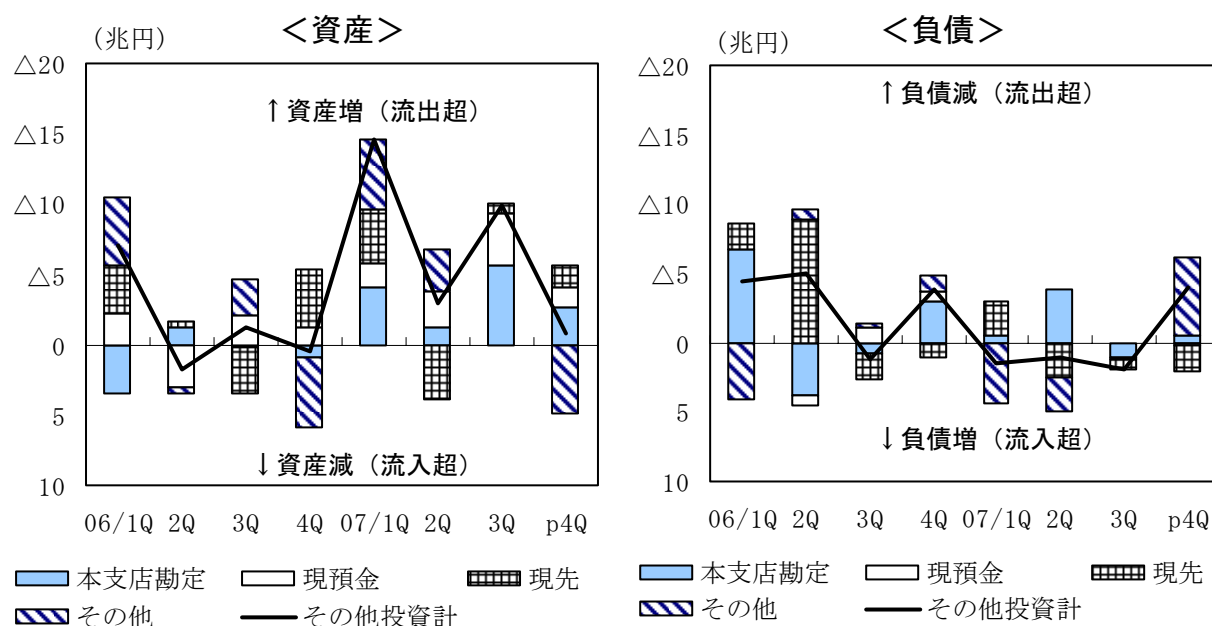 ＜資産＞
(兆円)
△20
△15
△10
△5
0
5
10
↑資産増（流出超）
↓資産減（流入超）
06/1Q 2Q 3Q 4Q 07/1Q 2Q 3Q p4Q
本支店勘定 現預金 現先
その他 その他投資計
＜負債＞
(兆円)
△20
△15
△10
△5
0
5
10
↑負債減（流出超）
↓負債増（流入超）
06/1Q 2Q 3Q 4Q 07/1Q 2Q 3Q p4Q
本支店勘定 現預金 現先
その他 その他投資計